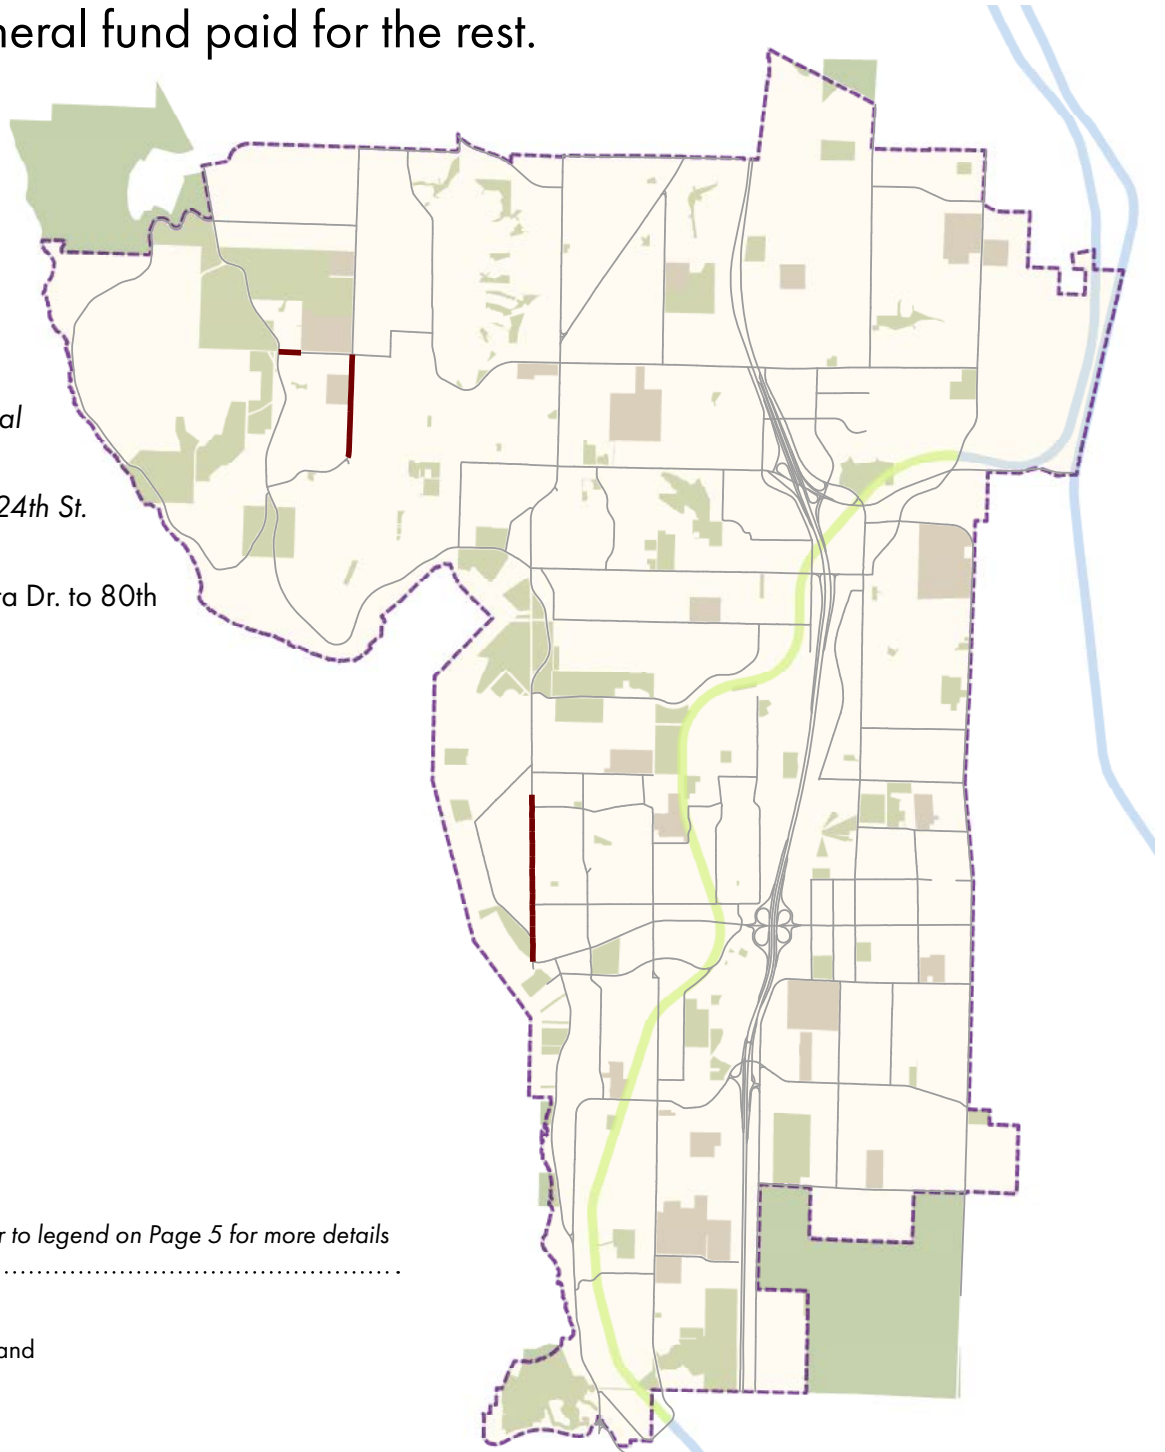 neral fund paid for the rest.
al
24th St.
ra Dr. to 80th
r to legend on Page 5 for more details
and